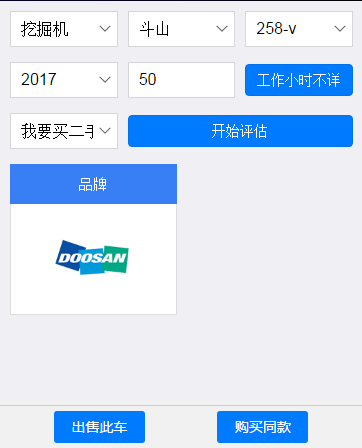 挖掘机
斗山
258-v
2017
50
工作小时不详
我要买二手
开始评估
品牌
DOOSAN
出售此车
购买同款